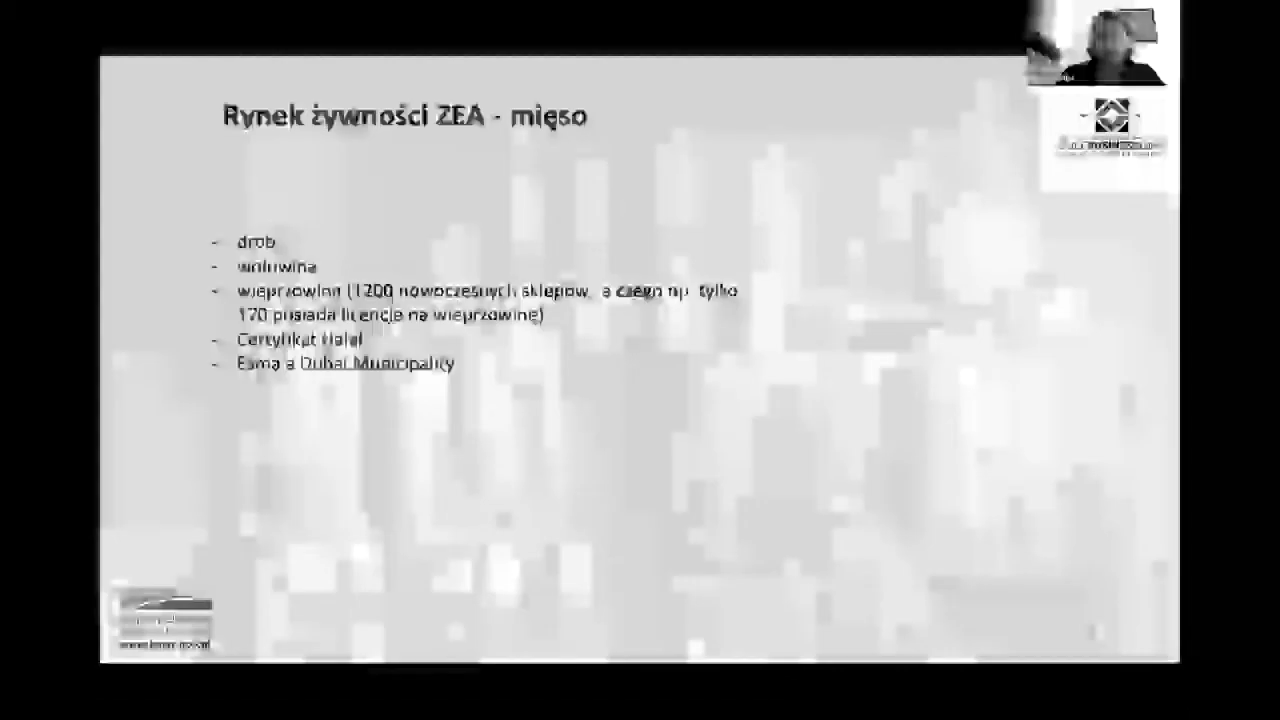 Rynek żywności ZEA - mięso
- drób
- wołowina
- wieprzowina (1200 nowoczesnych sklepów, z czego np. tylko
170 posiada licencję na wieprzowinę)
- Certyfikat Halal
- Esma a Dubai Municipality